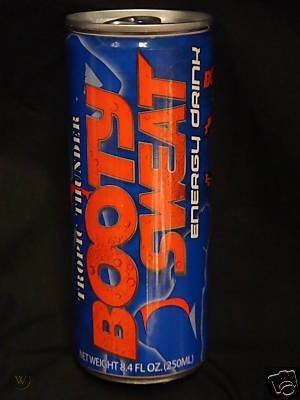 TROPIC THUNDER
BOOTY
SWEAT
ENERGY DRINK
NET WEIGHT 8.4 FL OZ. (250ML)